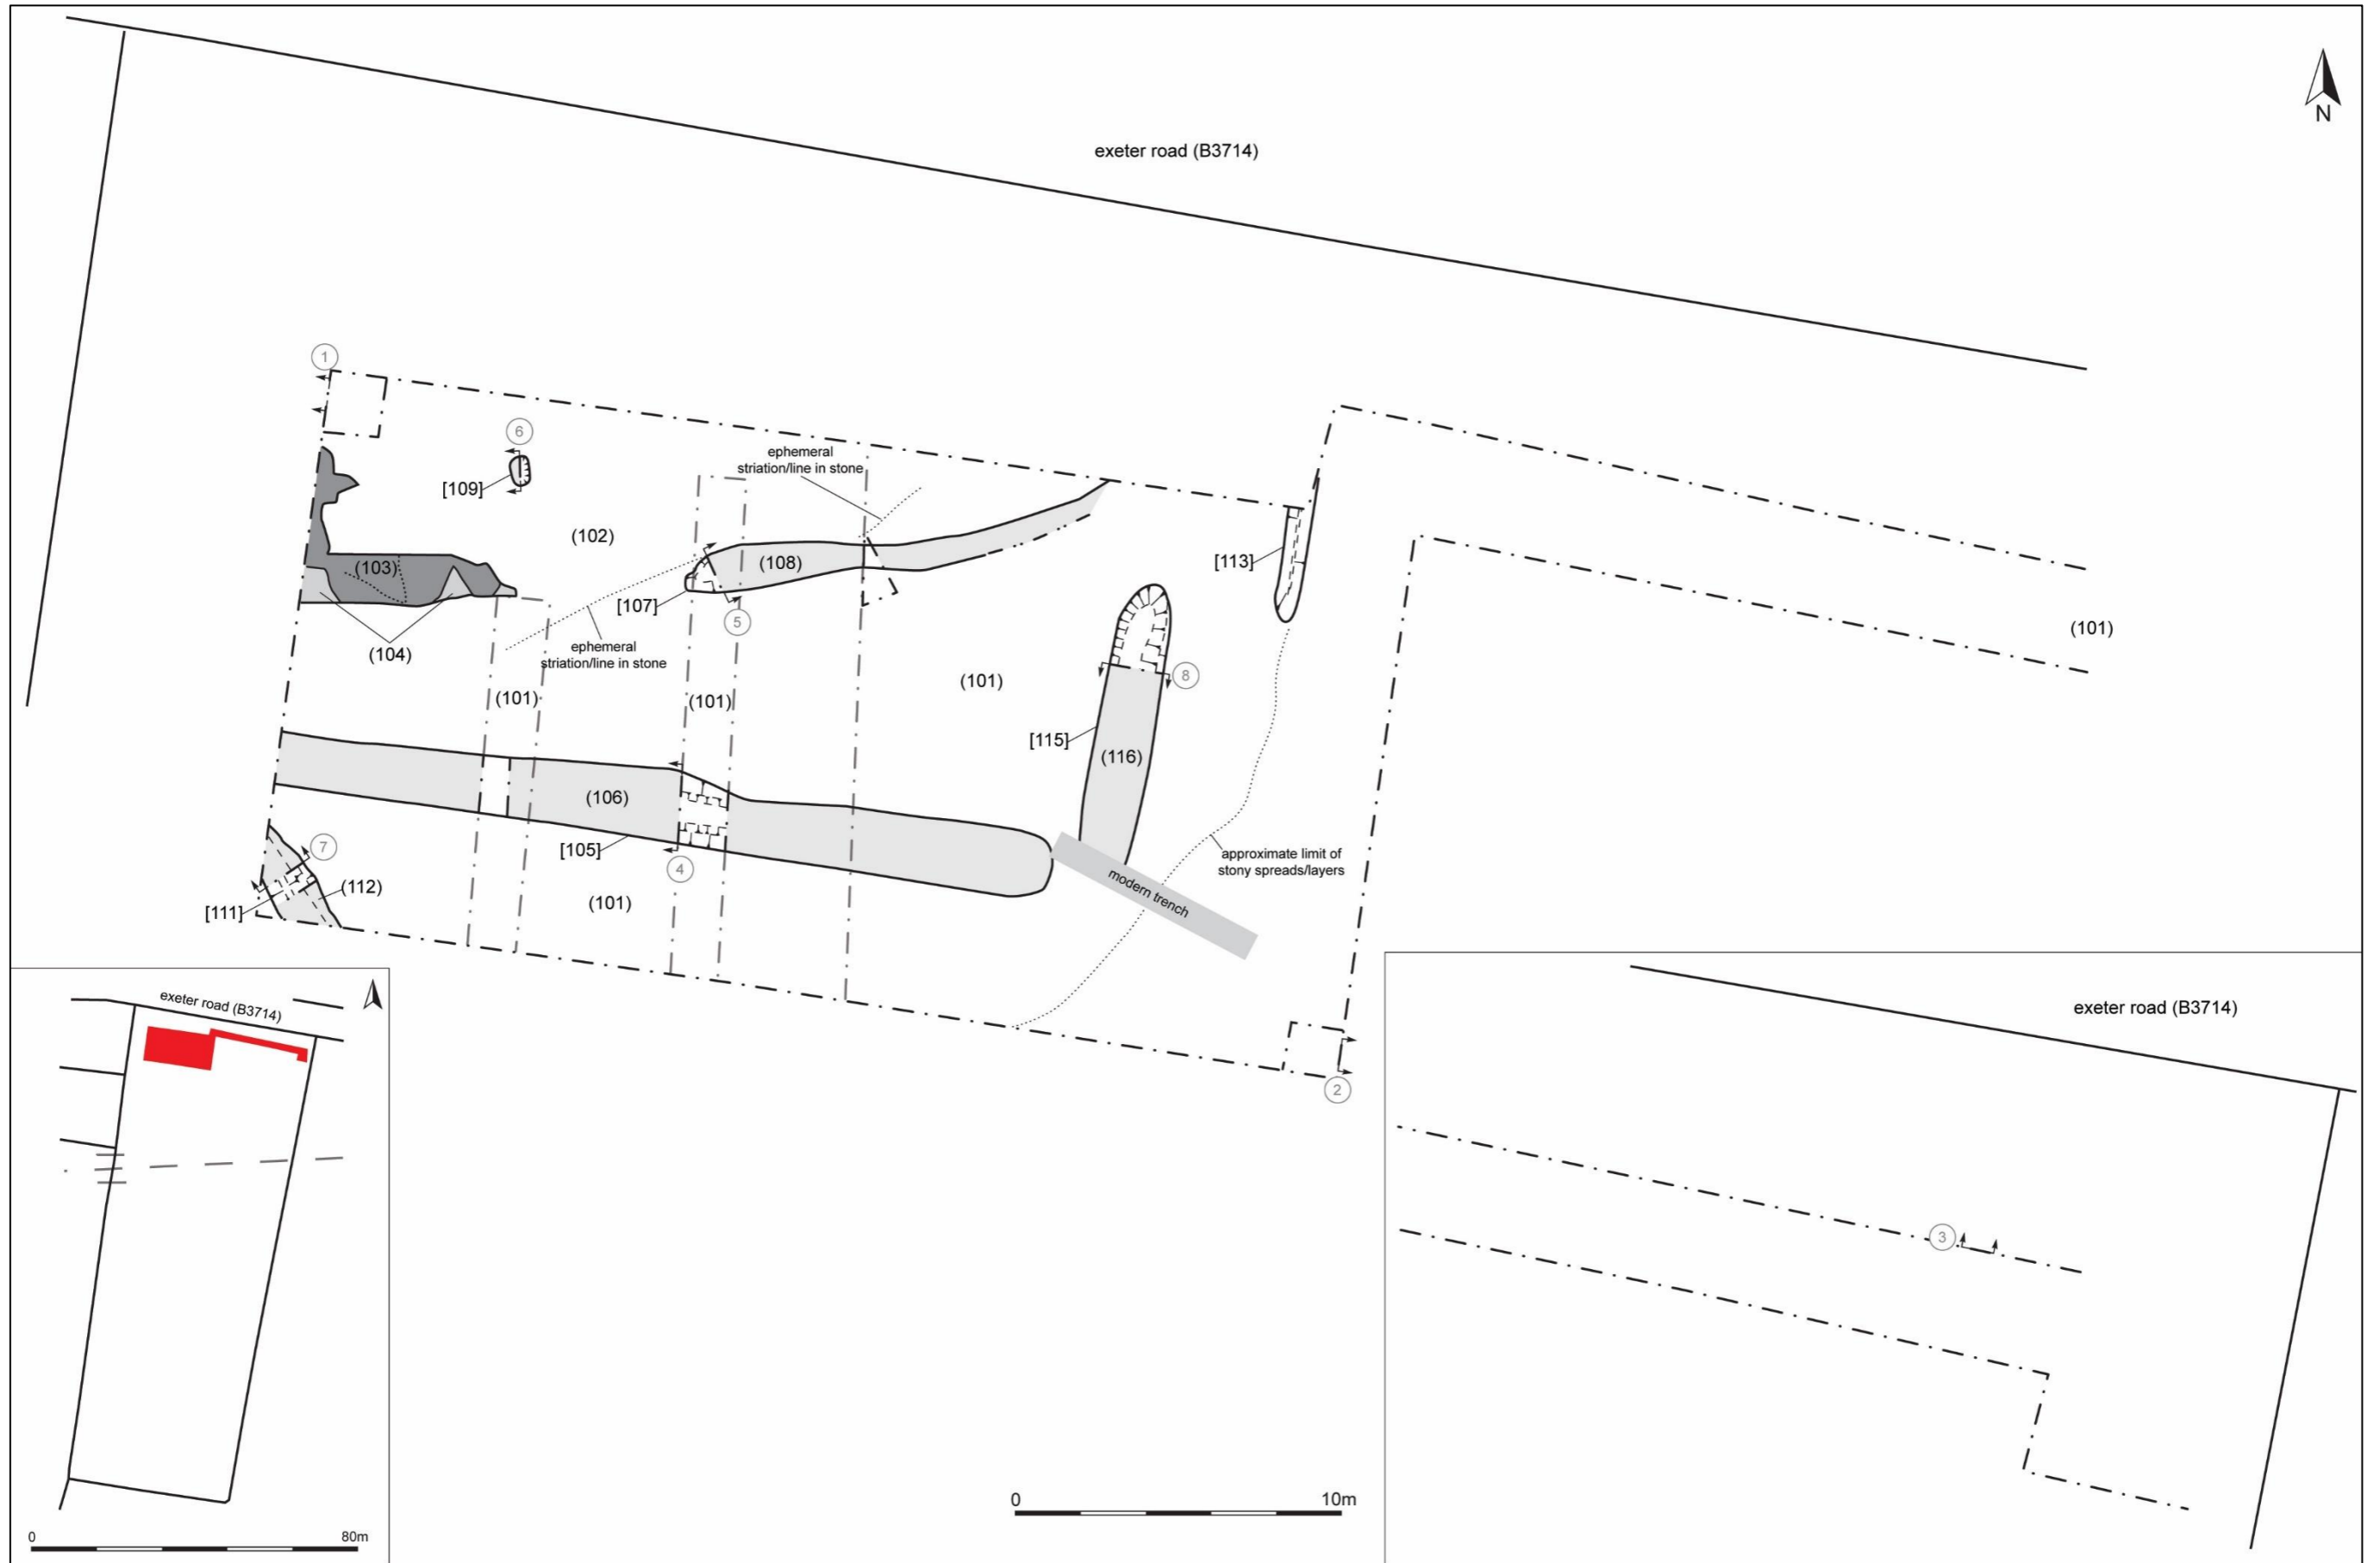 exeter road (B3714)
N
1
6
[109]
ephemeral
striation/line in stone
(102)
(103)
(108)
[107]
5
[113]
(104)
ephemeral
striation/line in stone
(101)
(101)
(101)
(101)
8
[115]
(116)
(106)
[105]
4
7
(112)
[111]
(101)
approximate limit of
stony spreads/layers
modern trench
2
exeter road (B3714)
0
80m
0
10m
exeter road (B3714)
3